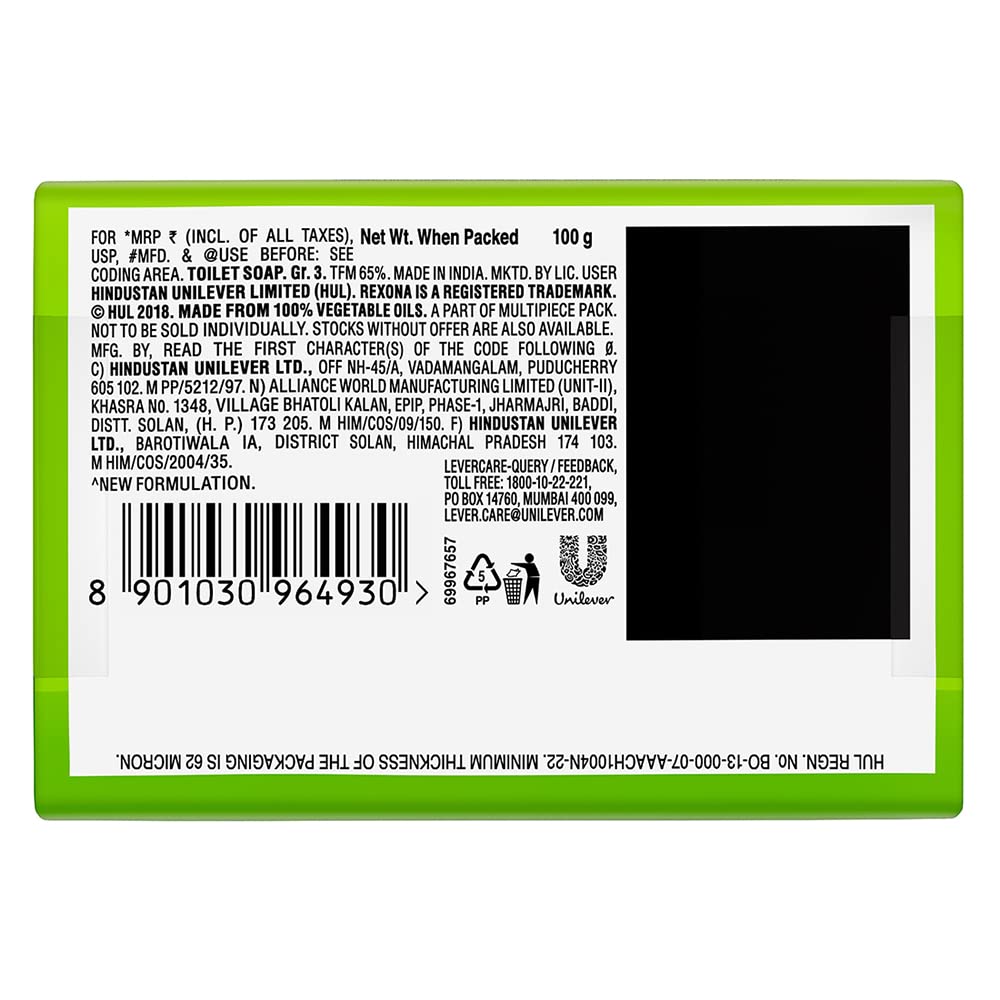 FOR *MRP ₹ (INCL. OF ALL TAXES), Net Wt. When Packed 100 g
USP, #MFD. & @USE BEFORE: SEE
CODING AREA. TOILET SOAP. Gr. 3. TFM 65%. MADE IN INDIA. MKTD. BY LIC. USER
HINDUSTAN UNILEVER LIMITED (HUL). REXONA IS A REGISTERED TRADEMARK.
© HUL 2018. MADE FROM 100% VEGETABLE OILS. A PART OF MULTIPIECE PACK.
NOT TO BE SOLD INDIVIDUALLY. STOCKS WITHOUT OFFER ARE ALSO AVAILABLE.
MFG. BY, READ THE FIRST CHARACTER(S) OF THE CODE FOLLOWING Ø.
C) HINDUSTAN UNILEVER LTD., OFF NH-45/A, VADAMANGALAM, PUDUCHERRY
605 102. M PP/5212/97. N) ALLIANCE WORLD MANUFACTURING LIMITED (UNIT-II),
KHASRA No. 1348, VILLAGE BHATOLI KALAN, EPIP, PHASE-1, JHARMAJRI, BADDI,
DISTT. SOLAN, (H. P.) 173 205. M HIM/COS/09/150. F) HINDUSTAN UNILEVER
LTD., BAROTIWALA IA, DISTRICT SOLAN, HIMACHAL PRADESH 174 103.
M HIM/COS/2004/35.
^NEW FORMULATION.
LEVERCARE-QUERY / FEEDBACK,
TOLL FREE: 1800-10-22-221,
PO BOX 14760, MUMBAI 400 099,
LEVER.CARE@UNILEVER.COM
8 901030 964930 >
69967657
5
PP
Unilever
HUL REGN. No. BO-13-000-07-AAACH1004N-22. MINIMUM THICKNESS OF THE PACKAGING IS 62 MICRON.